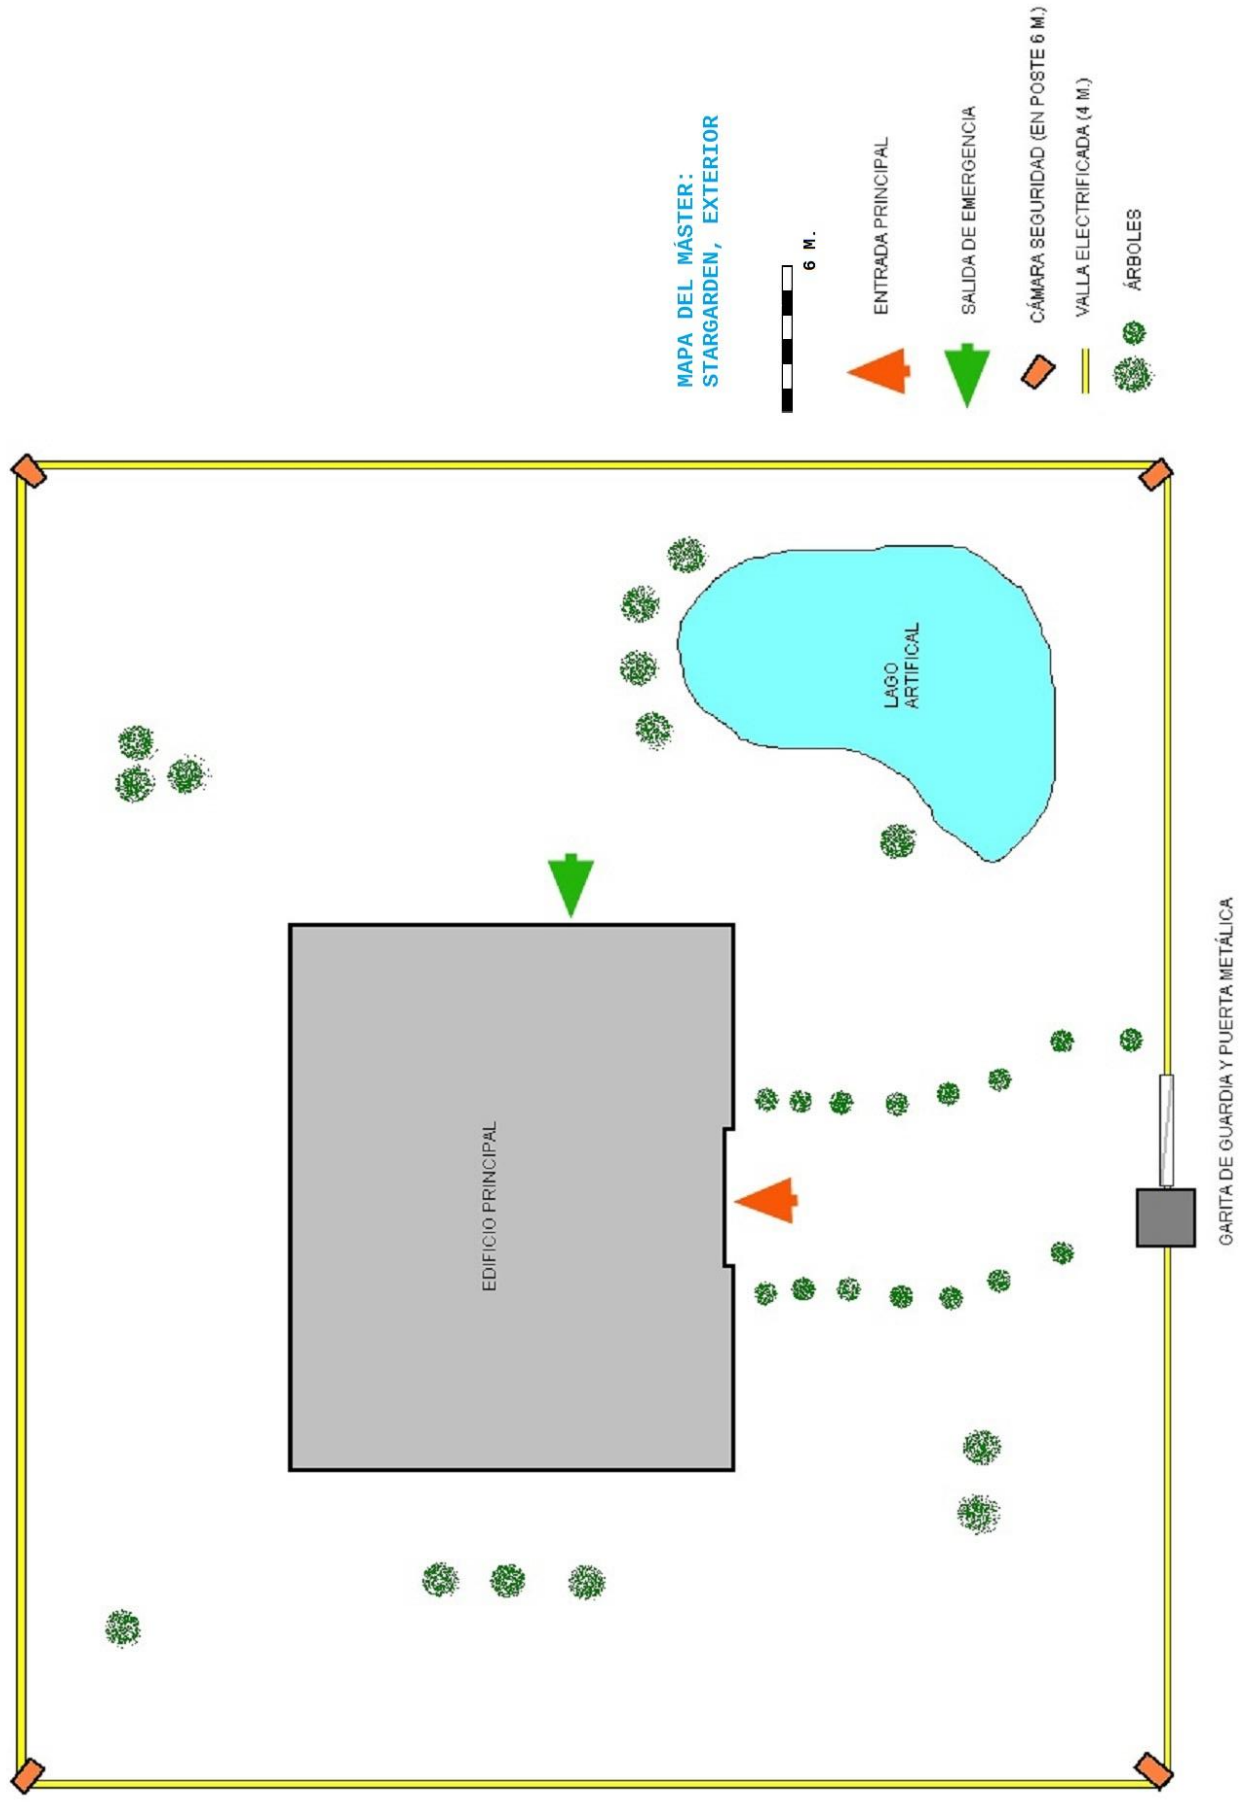 MAPA DEL MÁSTER:
STARGARDEN, EXTERIOR
6 M.
ENTRADA PRINCIPAL
SALIDA DE EMERGENCIA
CÁMARA SEGURIDAD (EN POSTE 6 M.)
VALLA ELECTRIFICADA (4 M.)
ÁRBOLES
EDIFICIO PRINCIPAL
LAGO
ARTIFICAL
GARITA DE GUARDIA Y PUERTA METÁLICA